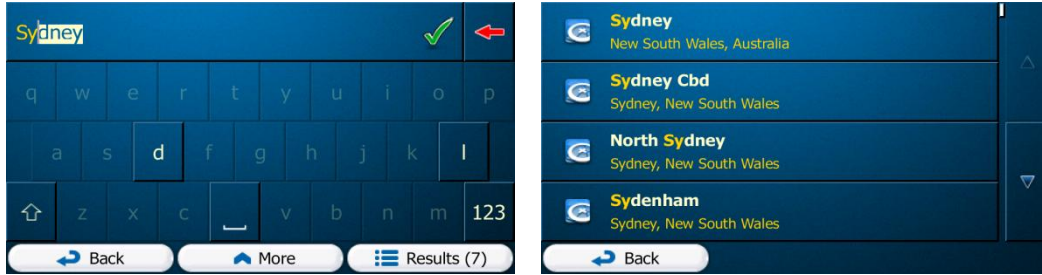 Sydney
q w e r t y u i o p
a s d f g h j k l
z x c v b n m 123
Back More Results (7)
Sydney
New South Wales, Australia
Sydney Cbd
Sydney, New South Wales
North Sydney
Sydney, New South Wales
Sydenham
Sydney, New South Wales
Back